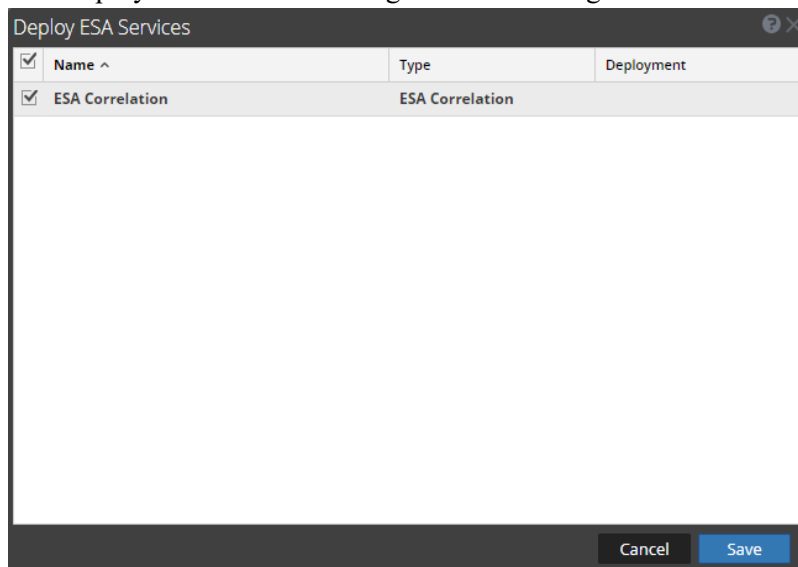 Deploy ESA Services
Name Type Deployment
ESA Correlation ESA Correlation
Cancel Save